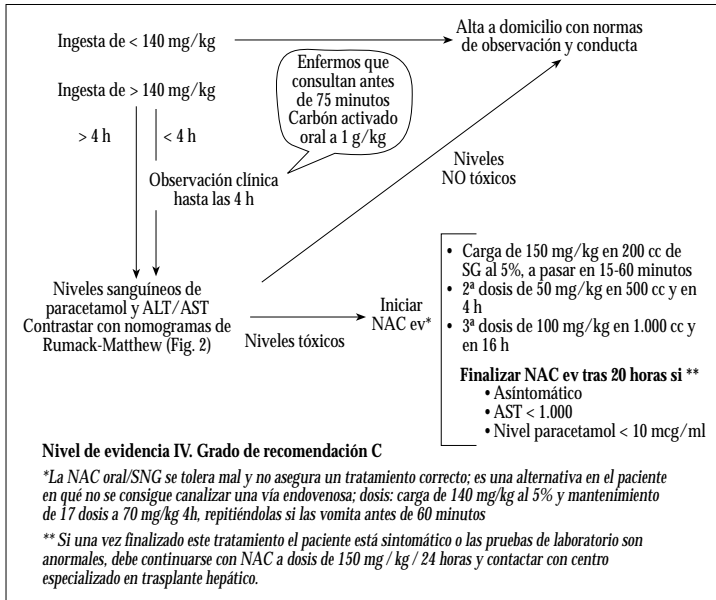 Ingesta de < 140 mg/kg
Alta a domicilio con normas
de observación y conducta
Enfermos que
consultan antes
de 75 minutos
Carbón activado
oral a 1 g/kg
Ingesta de > 140 mg/kg
> 4 h
< 4 h
Observación clínica
hasta las 4 h
Niveles
NO tóxicos
Niveles sanguíneos de
paracetamol y ALT/AST
Contrastar con nomogramas de
Rumack-Matthew (Fig. 2)
Niveles tóxicos
Iniciar
NAC ev*
• Carga de 150 mg/kg en 200 cc de
SG al 5%, a pasar en 15-60 minutos
• 2ª dosis de 50 mg/kg en 500 cc y en
4 h
• 3ª dosis de 100 mg/kg en 1.000 cc y
en 16 h
Finalizar NAC ev tras 20 horas si **
• Asíntomático
• AST < 1.000
• Nivel paracetamol < 10 mcg/ml
Nivel de evidencia IV. Grado de recomendación C
*La NAC oral/SNG se tolera mal y no asegura un tratamiento correcto; es una alternativa en el paciente
en qué no se consigue canalizar una vía endovenosa; dosis: carga de 140 mg/kg al 5% y mantenimiento
de 17 dosis a 70 mg/kg 4h, repitiéndolas si las vomita antes de 60 minutos
** Si una vez finalizado este tratamiento el paciente está sintomático o las pruebas de laboratorio son
anormales, debe continuarse con NAC a dosis de 150 mg / kg / 24 horas y contactar con centro
especializado en trasplante hepático.